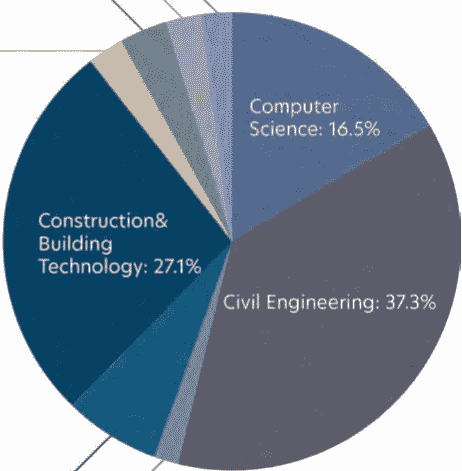 Computer
Science: 16.5%
Construction&
Building
Technology: 27.1%
Civil Engineering: 37.3%